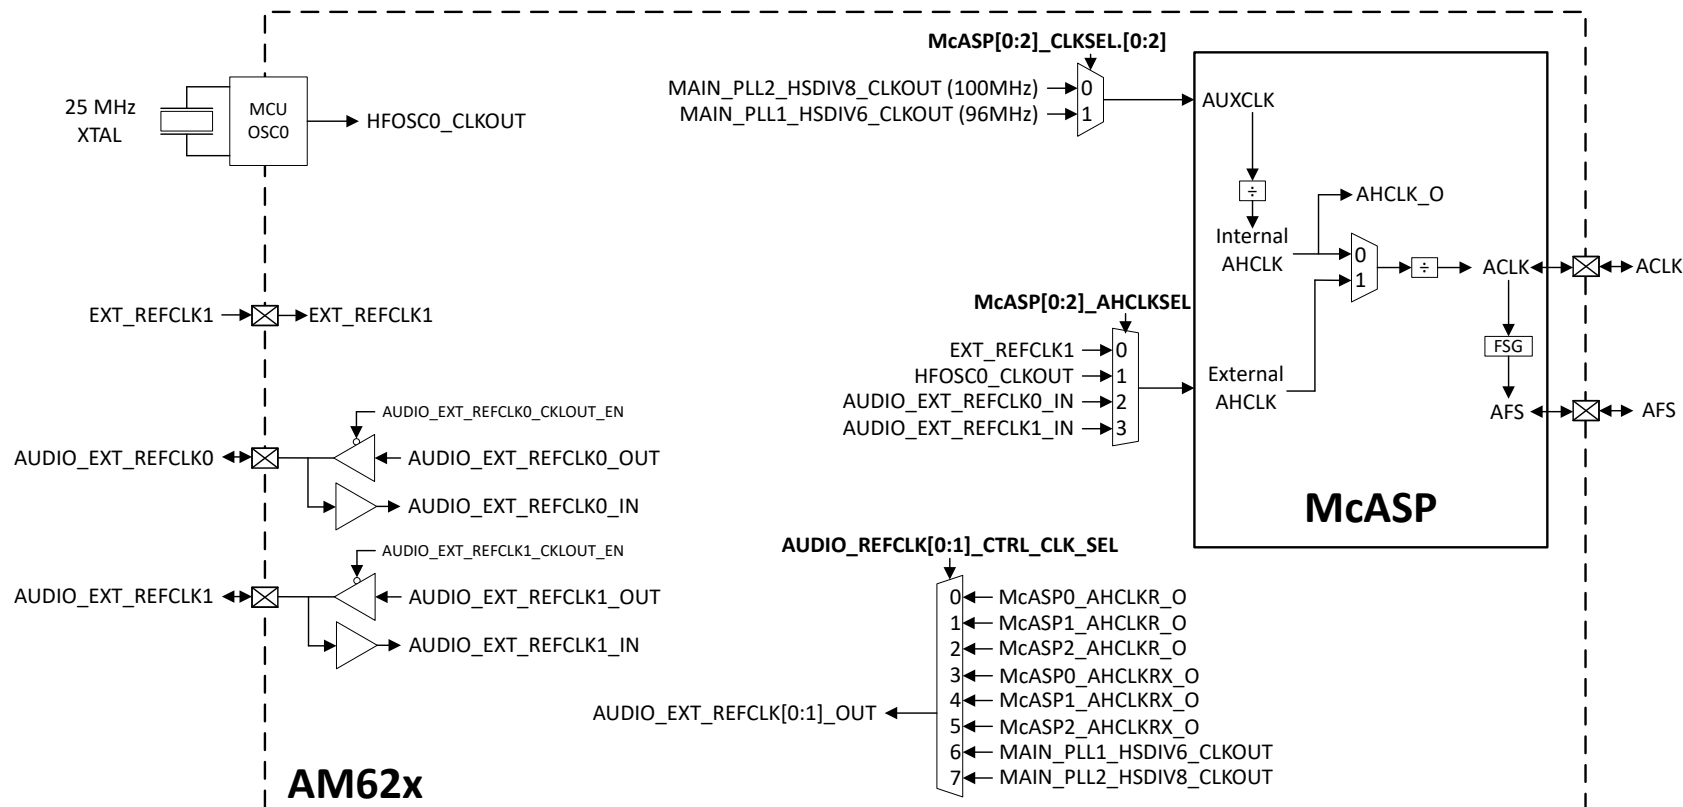 McASP[0:2]_CLKSEL.[0:2]
MAIN_PLL2_HSDIV8_CLKOUT (100MHz)
0
MAIN_PLL1_HSDIV6_CLKOUT (96MHz)
1
25 MHz
XTAL
MCU
OSC0
HFOSC0_CLKOUT
AUXCLK
÷
AHCLK_O
Internal
AHCLK
0
1
÷
ACLK
ACLK
McASP[0:2]_AHCLKSEL
EXT_REFCLK1
EXT_REFCLK1
EXT_REFCLK1
0
HFOSC0_CLKOUT
1
AUDIO_EXT_REFCLK0_IN
2
AUDIO_EXT_REFCLK1_IN
3
External
AHCLK
FSG
AFS
AFS
McASP
AUDIO_EXT_REFCLK0_CKLOUT_EN
AUDIO_EXT_REFCLK0
AUDIO_EXT_REFCLK0_OUT
AUDIO_EXT_REFCLK0_IN
AUDIO_EXT_REFCLK1_CKLOUT_EN
AUDIO_EXT_REFCLK1
AUDIO_EXT_REFCLK1_OUT
AUDIO_EXT_REFCLK1_IN
AUDIO_REFCLK[0:1]_CTRL_CLK_SEL
0 McASP0_AHCLKR_O
1 McASP1_AHCLKR_O
2 McASP2_AHCLKR_O
3 McASP0_AHCLKRX_O
4 McASP1_AHCLKRX_O
5 McASP2_AHCLKRX_O
6 MAIN_PLL1_HSDIV6_CLKOUT
7 MAIN_PLL2_HSDIV8_CLKOUT
AUDIO_EXT_REFCLK[0:1]_OUT
AM62x